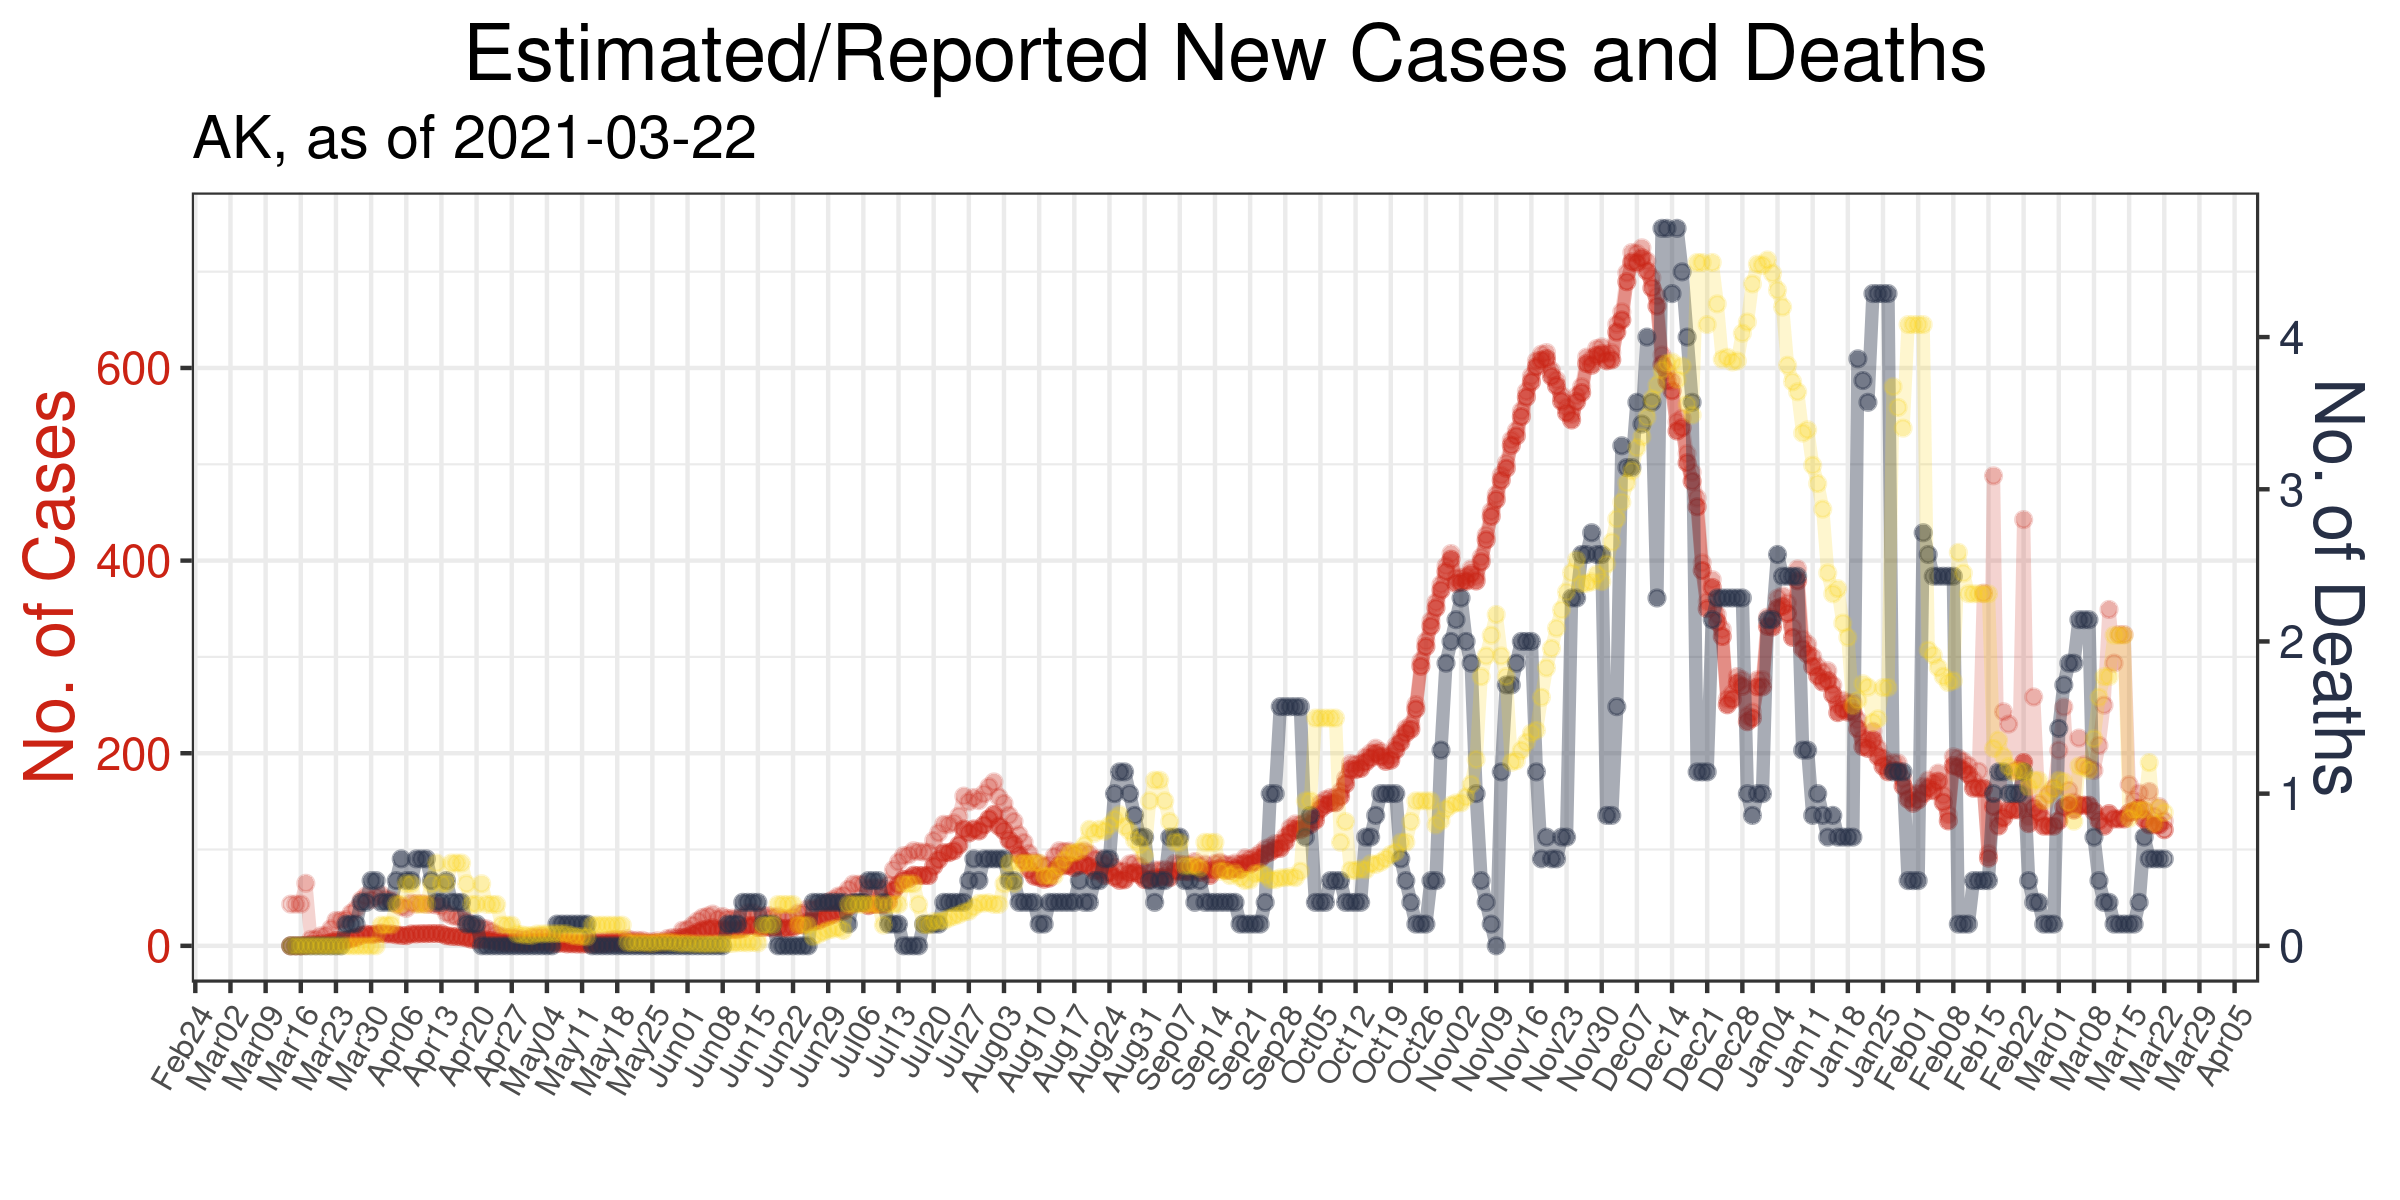 Estimated/Reported New Cases and Deaths
AK, as of 2021-03-22
No. of Cases
600
400
200
0
No. of Deaths
4
3
2
1
0
Feb24
Mar02
Mar09
Mar16
Mar23
Mar30
Apr06
Apr13
Apr20
Apr27
May04
May11
May18
May25
Jun01
Jun08
Jun15
Jun22
Jun29
Jul06
Jul13
Jul20
Jul27
Aug03
Aug10
Aug17
Aug24
Aug31
Sep07
Sep14
Sep21
Sep28
Oct05
Oct12
Oct19
Oct26
Nov02
Nov09
Nov16
Nov23
Nov30
Dec07
Dec14
Dec21
Dec28
Jan04
Jan11
Jan18
Jan25
Feb01
Feb08
Feb15
Feb22
Mar01
Mar08
Mar15
Mar22
Mar29
Apr05